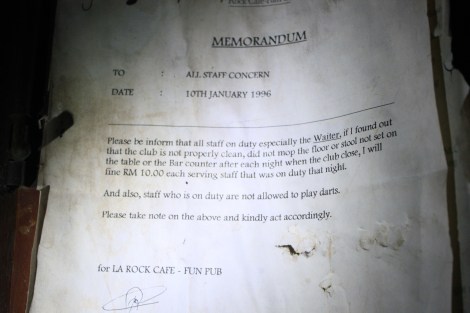 MEMORANDUM
TO : ALL STAFF CONCERN
DATE : 10TH JANUARY 1996
Please be inform that all staff on duty especially the Waiter, if I found out
that the club is not properly clean, did not mop the floor or stool not set on
the table or the Bar counter after each night when the club close, I will
fine RM 10.00 each serving staff that was on duty that night.
And also, staff who is on duty are not allowed to play darts.
Please take note on the above and kindly act accordingly.
for LA ROCK CAFE - FUN PUB